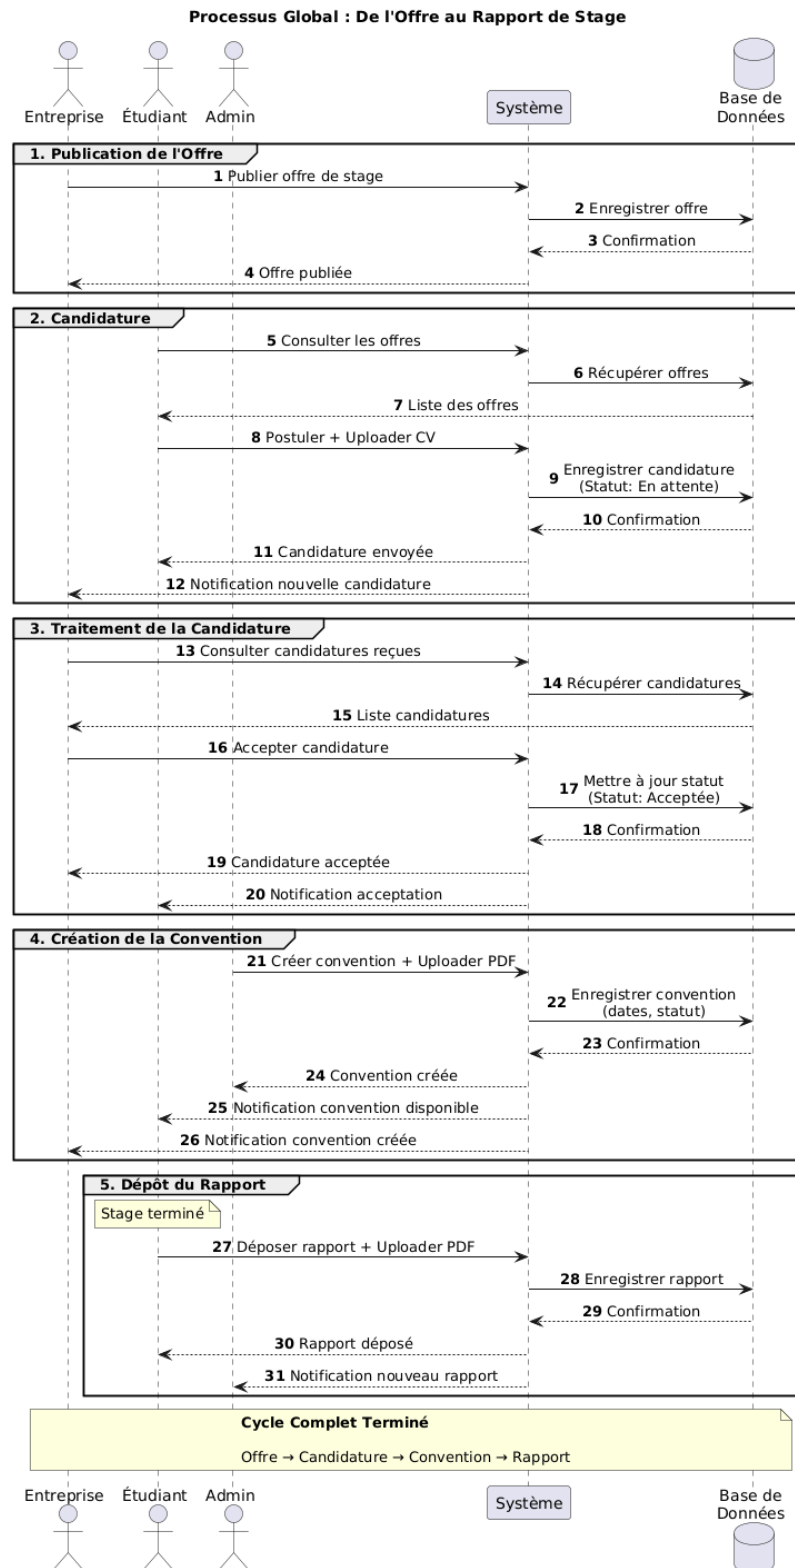 Processus Global : De l'Offre au Rapport de Stage
Entreprise
Étudiant
Admin
Système
Base de
Données
1. Publication de l'Offre
1 Publier offre de stage
2 Enregistrer offre
3 Confirmation
4 Offre publiée
2. Candidature
5 Consulter les offres
6 Récupérer offres
7 Liste des offres
8 Postuler + Uploader CV
9 Enregistrer candidature
(Statut: En attente)
10 Confirmation
11 Candidature envoyée
12 Notification nouvelle candidature
3. Traitement de la Candidature
13 Consulter candidatures reçues
14 Récupérer candidatures
15 Liste candidatures
16 Accepter candidature
17 Mettre à jour statut
(Statut: Acceptée)
18 Confirmation
19 Candidature acceptée
20 Notification acceptation
4. Création de la Convention
21 Créer convention + Uploader PDF
22 Enregistrer convention
(dates, statut)
23 Confirmation
24 Convention créée
25 Notification convention disponible
26 Notification convention créée
5. Dépôt du Rapport
Stage terminé
27 Déposer rapport + Uploader PDF
28 Enregistrer rapport
29 Confirmation
30 Rapport déposé
31 Notification nouveau rapport
Cycle Complet Terminé
Offre → Candidature → Convention → Rapport
Entreprise
Étudiant
Admin
Système
Base de
Données